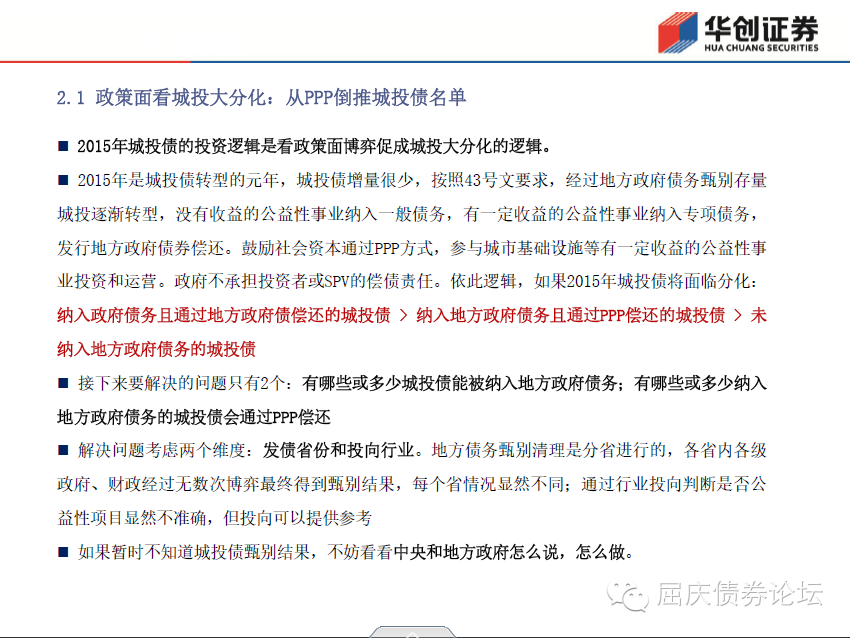 华创证券
HUA CHUANG SECURITIES
2.1 政策面看城投大分化：从PPP倒推城投债名单
■ 2015年城投债的投资逻辑是看政策面博弈促成城投大分化的逻辑。
■ 2015年是城投债转型的元年，城投债增量很少，按照43号文要求，经过地方政府债务甄别存量
城投逐渐转型，没有收益的公益性事业纳入一般债务，有一定收益的公益性事业纳入专项债务，
发行地方政府债券偿还。鼓励社会资本通过PPP方式，参与城市基础设施等有一定收益的公益性事
业投资和运营。政府不承担投资者或SPV的偿债责任。依此逻辑，如果2015年城投债将面临分化：
纳入政府债务且通过地方政府债偿还的城投债 > 纳入地方政府债务且通过PPP偿还的城投债 > 未
纳入地方政府债务的城投债
■ 接下来要解决的问题只有2个：有哪些或多少城投债能被纳入地方政府债务；有哪些或多少纳入
地方政府债务的城投债会通过PPP偿还
■ 解决问题考虑两个维度：发债省份和投向行业。地方债务甄别清理是分省进行的，各省内各级
政府、财政经过无数次博弈最终得到甄别结果，每个省情况显然不同；通过行业投向判断是否公
益性项目显然不准确，但投向可以提供参考
■ 如果暂时不知道城投债甄别结果，不妨看看中央和地方政府怎么说，怎么做。
屈庆债券论坛